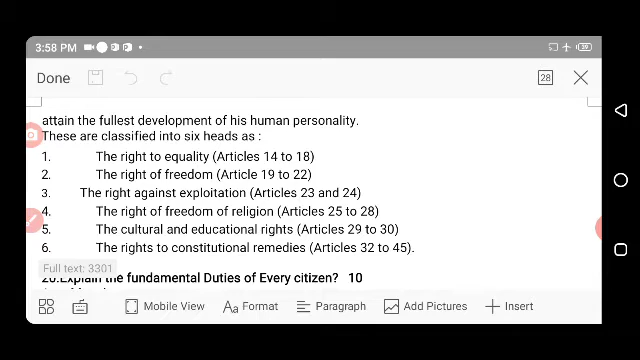 3:58 PM 39
Done 28
attain the fullest development of his human personality.
These are classified into six heads as :
1. The right to equality (Articles 14 to 18)
2. The right of freedom (Article 19 to 22)
3. The right against exploitation (Articles 23 and 24)
4. The right of freedom of religion (Articles 25 to 28)
5. The cultural and educational rights (Articles 29 to 30)
6. The rights to constitutional remedies (Articles 32 to 45).
Full text: 3301
20.Explain the fundamental Duties of Every citizen? 10
Mobile View Aa Format Paragraph Add Pictures Insert